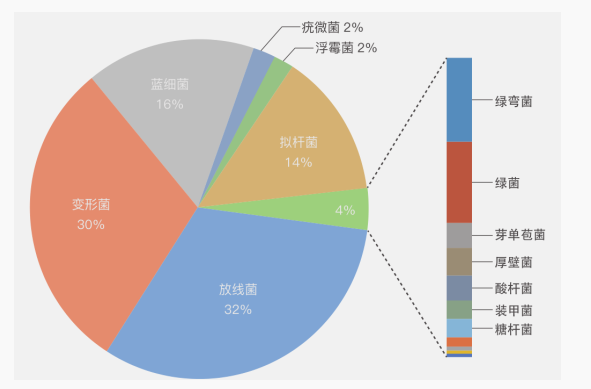 疣微菌 2%
浮霉菌 2%
蓝细菌
16%
拟杆菌
14%
变形菌
30%
4%
放线菌
32%
绿弯菌
绿菌
芽单苞菌
厚壁菌
酸杆菌
装甲菌
糖杆菌